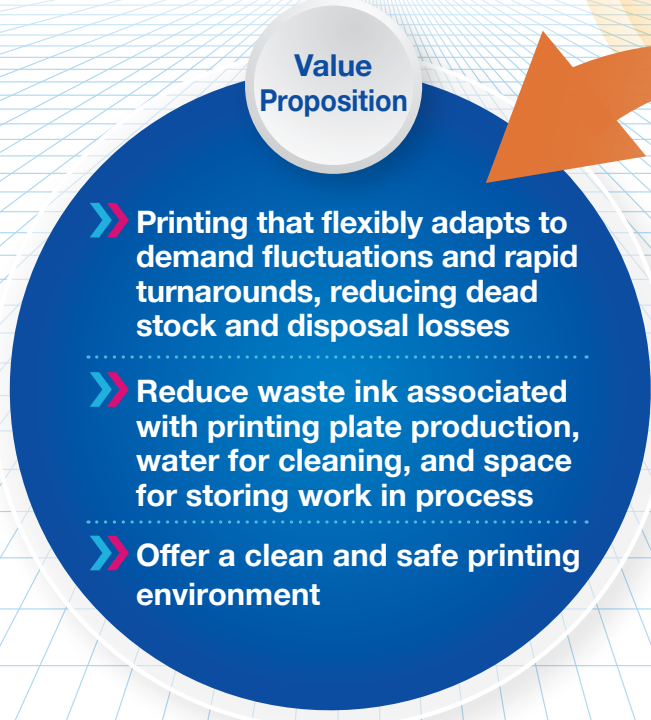 Value
Proposition
Printing that flexibly adapts to
demand fluctuations and rapid
turnarounds, reducing dead
stock and disposal losses
Reduce waste ink associated
with printing plate production,
water for cleaning, and space
for storing work in process
Offer a clean and safe printing
environment